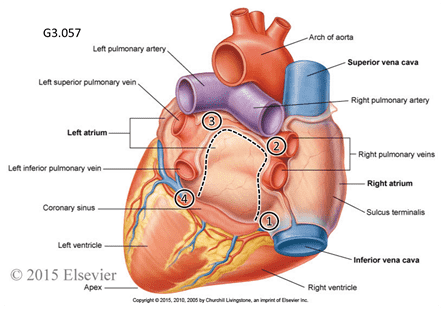 G3.057
Left pulmonary artery
Arch of aorta
Superior vena cava
Left superior pulmonary vein
Right pulmonary artery
3
Left atrium
2
Right pulmonary veins
Left inferior pulmonary vein
Right atrium
4
Coronary sinus
Sulcus terminalis
1
Left ventricle
Inferior vena cava
© 2015 Elsevier
Apex
Right ventricle
Copyright © 2015, 2010, 2005 by Churchill Livingstone, an imprint of Elsevier Inc.